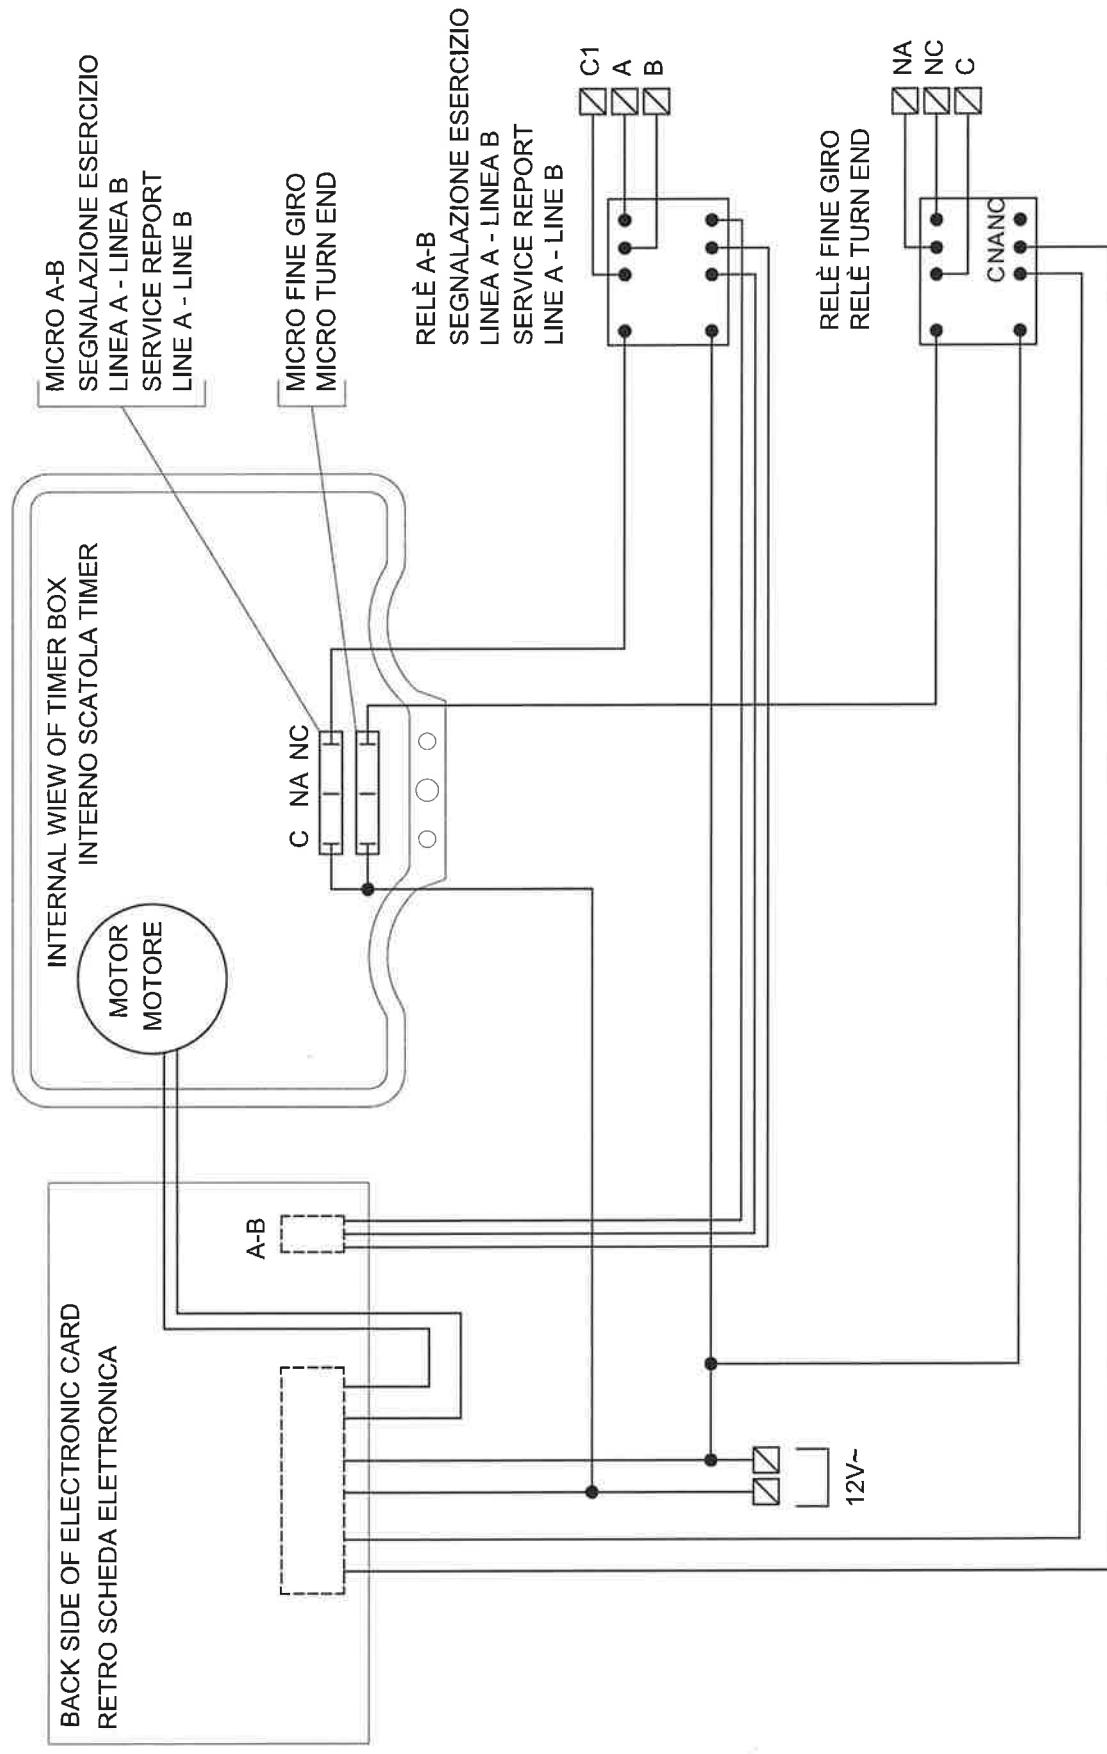 BACK SIDE OF ELECTRONIC CARD
RETRO SCHEDA ELETTRONICA
A-B
12V~
INTERNAL WIEW OF TIMER BOX
INTERNO SCATOLA TIMER
MOTOR
MOTORE
C NA NC
MICRO A-B
SEGNALAZIONE ESERCIZIO
LINEA A - LINEA B
SERVICE REPORT
LINE A - LINE B
MICRO FINE GIRO
MICRO TURN END
RELÈ A-B
SEGNALAZIONE ESERCIZIO
LINEA A - LINEA B
SERVICE REPORT
LINE A - LINE B
C1
A
B
RELÈ FINE GIRO
RELÈ TURN END
NA
NC
C
CNANC